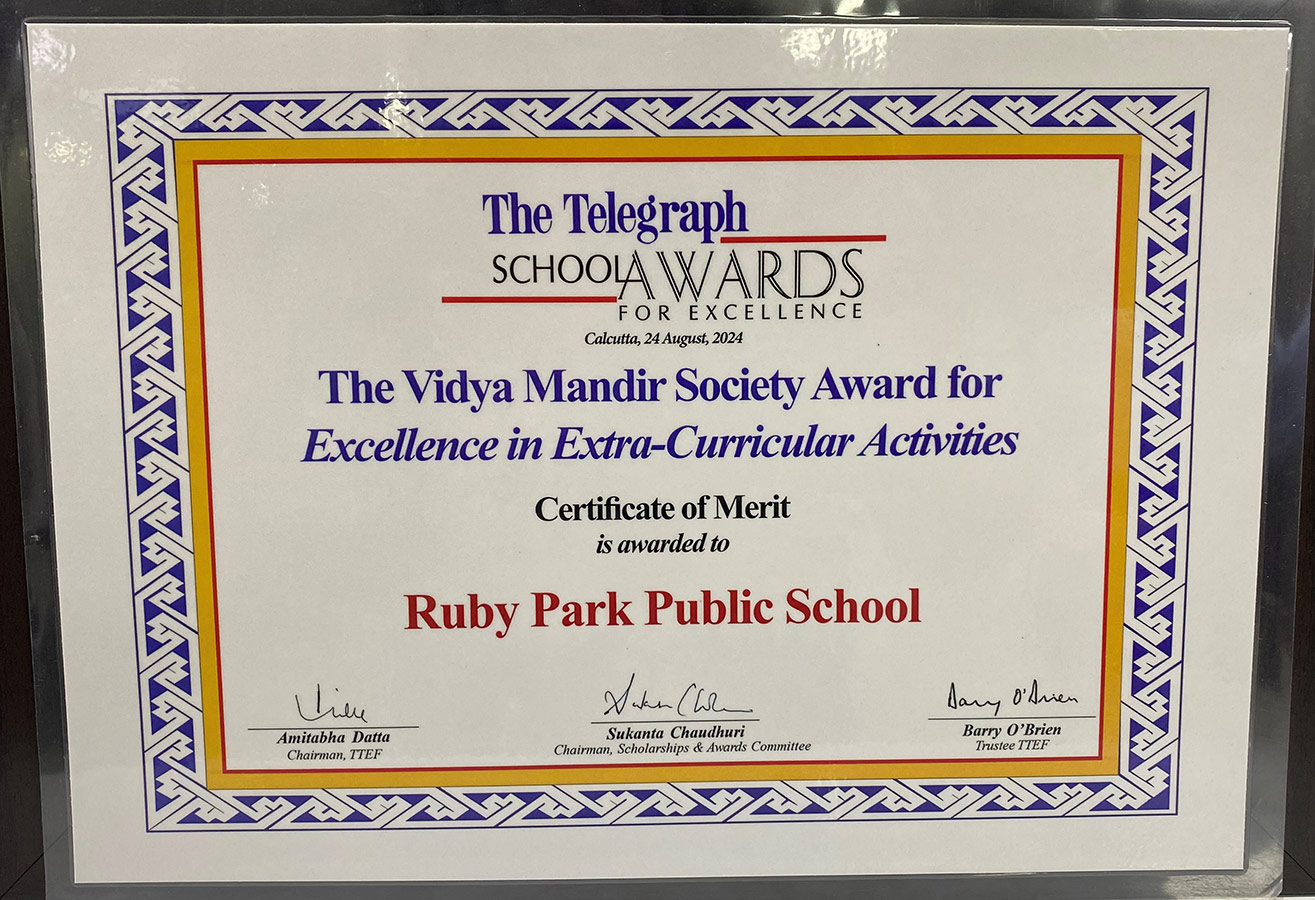 The Telegraph
SCHOOL AWARDS
FOR EXCELLENCE
Calcutta, 24 August, 2024
The Vidya Mandir Society Award for
Excellence in Extra-Curricular Activities
Certificate of Merit
is awarded to
Ruby Park Public School
Barry O'Brien
Amitabha Datta
Chairman, TTEF
Sukanta Chaudhuri
Chairman, Scholarships & Awards Committee
Barry O'Brien
Trustee TTEF